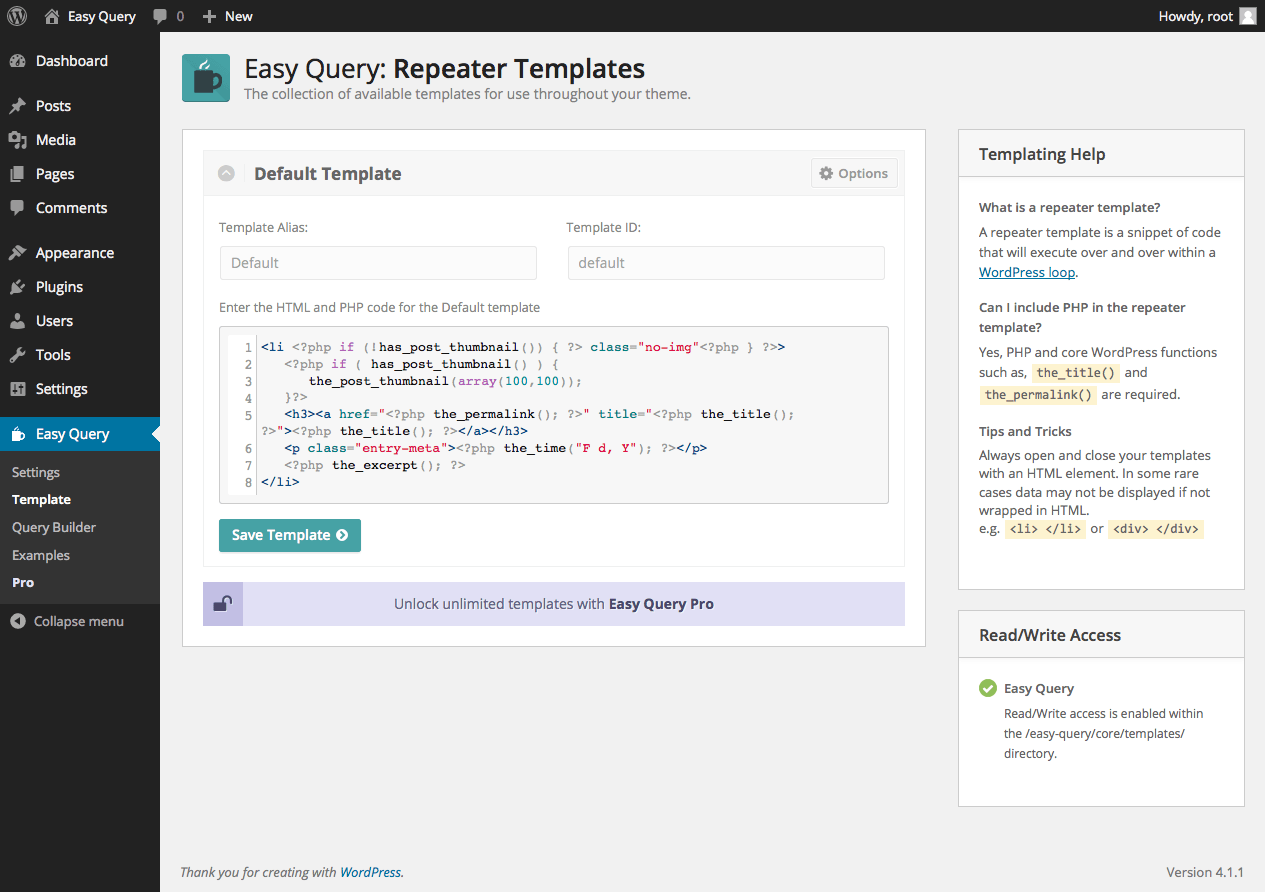 Easy Query 0 New Howdy, root
Dashboard
Posts
Media
Pages
Comments
Appearance
Plugins
Users
Tools
Settings
Easy Query
Settings
Template
Query Builder
Examples
Pro
Collapse menu
Easy Query: Repeater Templates
The collection of available templates for use throughout your theme.
Default Template
Options
Template Alias: Template ID:
Default default
Enter the HTML and PHP code for the Default template
1 <li <?php if (!has_post_thumbnail()) { ?> class="no-img"<?php } ?>>
2 <?php if ( has_post_thumbnail() ) {
3 the_post_thumbnail(array(100,100));
4 }?>
5 <h3><a href="<?php the_permalink(); ?>" title="<?php the_title();
?>"><?php the_title(); ?></a></h3>
6 <p class="entry-meta"><?php the_time("F d, Y"); ?></p>
7 <?php the_excerpt(); ?>
8 </li>
Save Template
Unlock unlimited templates with Easy Query Pro
Templating Help
What is a repeater template?
A repeater template is a snippet of code
that will execute over and over within a
WordPress loop.
Can I include PHP in the repeater
template?
Yes, PHP and core WordPress functions
such as, the_title() and
the_permalink() are required.
Tips and Tricks
Always open and close your templates
with an HTML element. In some rare
cases data may not be displayed if not
wrapped in HTML.
e.g. <li> </li> or <div> </div>
Read/Write Access
Easy Query
Read/Write access is enabled within
the /easy-query/core/templates/
directory.
Thank you for creating with WordPress.
Version 4.1.1